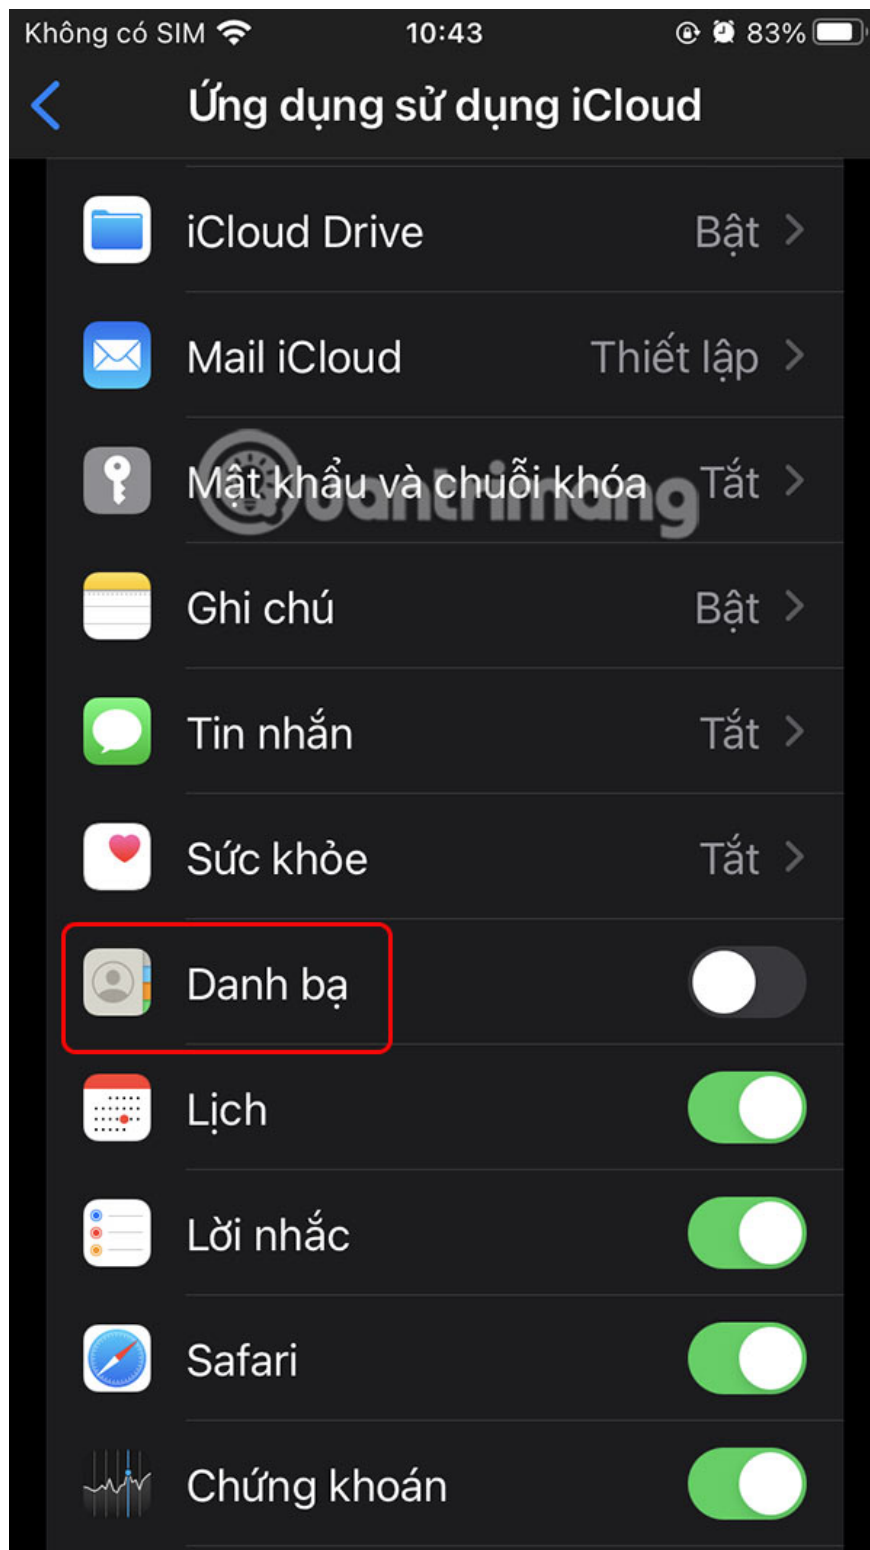 Không có SIM 10:43 83%
Ứng dụng sử dụng iCloud
iCloud Drive Bật
Mail iCloud Thiết lập
Mật khẩu và chuỗi khóa Tắt
Quantrimang
Ghi chú Bật
Tin nhắn Tắt
Sức khỏe Tắt
Danh bạ
Lịch
Lời nhắc
Safari
Chứng khoán